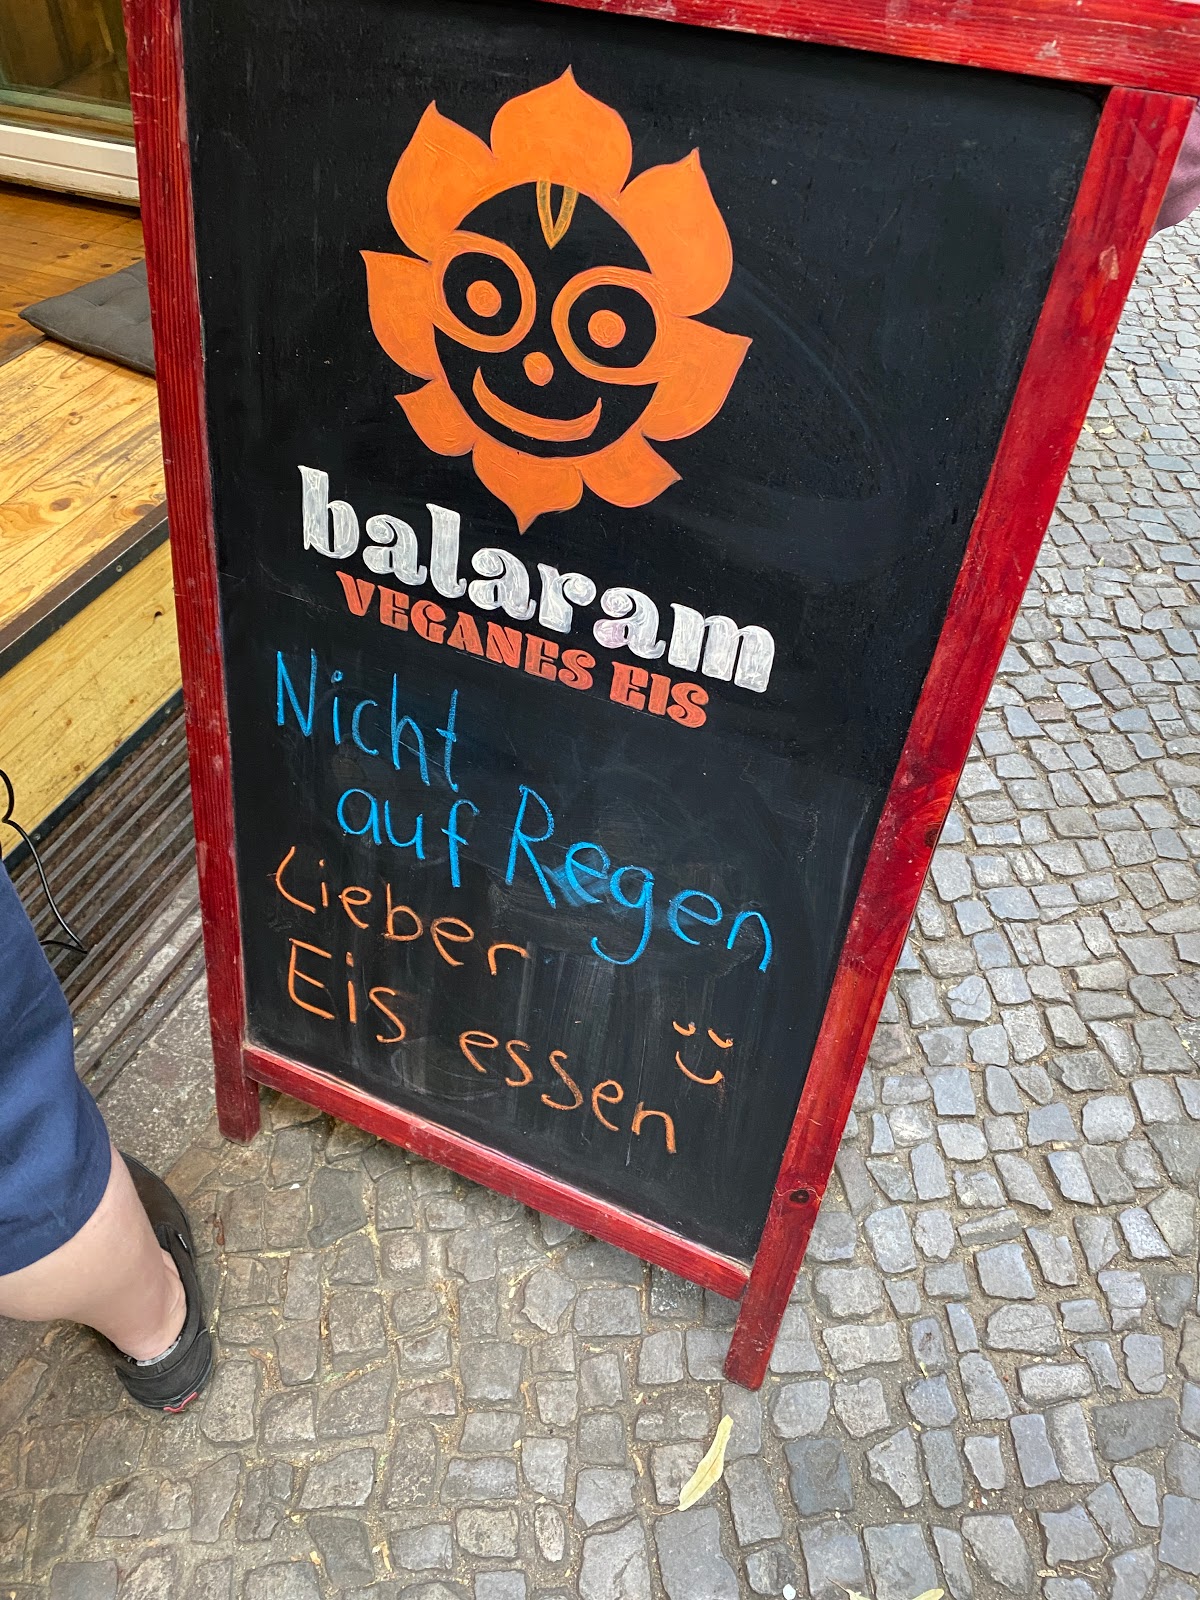 balaram
VEGANES EIS
Nicht
auf Regen
Lieber
Eis essen